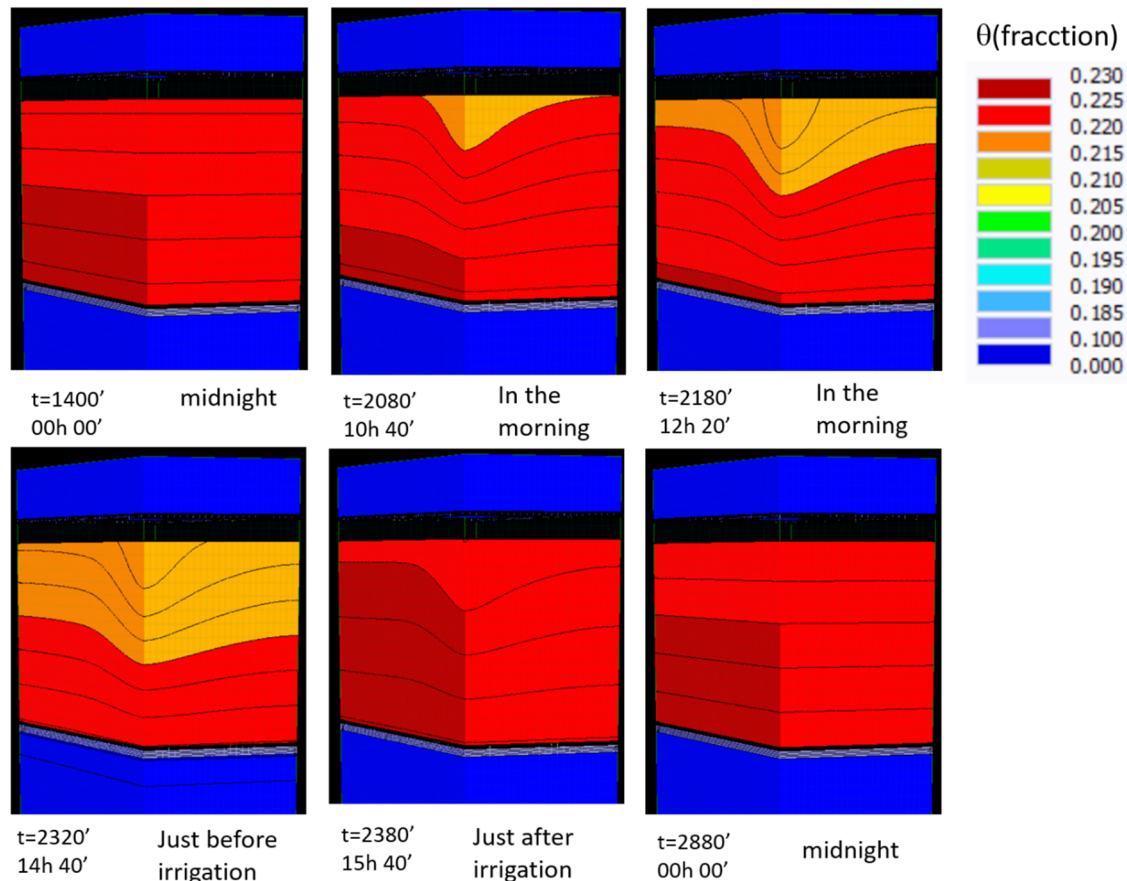 θ(fracction)
0.230
0.225
0.220
0.215
0.210
0.205
0.200
0.195
0.190
0.185
0.100
0.000
t=1400’ midnight
00h 00’
t=2080’ In the
10h 40’ morning
t=2180’ In the
12h 20’ morning
t=2320’ Just before
14h 40’ irrigation
t=2380’ Just after
15h 40’ irrigation
t=2880’ midnight
00h 00’